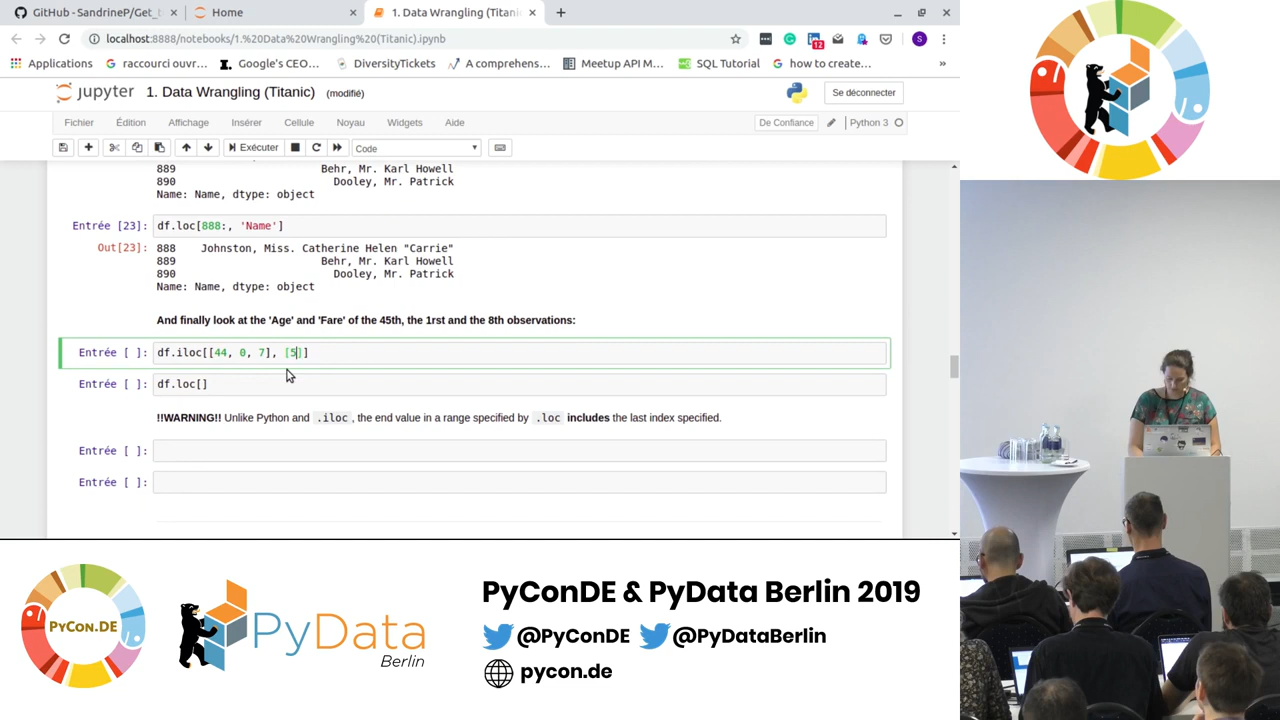 GitHub - SandrineP/Get_
Home
1. Data Wrangling (Titanic)
localhost:8888/notebooks/1.%20Data%20Wrangling%20(Titanic).ipynb
12
S
Applications
raccourci ouvr...
Google's CEO...
DiversityTickets
A comprehens...
Meetup API M...
SQL Tutorial
how to create...
»
jupyter 1. Data Wrangling (Titanic) (modifié)
Se déconnecter
Fichier Édition Affichage Insérer Cellule Noyau Widgets Aide
De Confiance
Python 3
Exécuter
Code
889 Behr, Mr. Karl Howell
890 Dooley, Mr. Patrick
Name: Name, dtype: object
Entrée [23]: df.loc[888:, 'Name']
Out[23]: 888 Johnston, Miss. Catherine Helen "Carrie"
889 Behr, Mr. Karl Howell
890 Dooley, Mr. Patrick
Name: Name, dtype: object
And finally look at the 'Age' and 'Fare' of the 45th, the 1rst and the 8th observations:
Entrée [ ]: df.iloc[[44, 0, 7], [5]]
Entrée [ ]: df.loc[]
!!WARNING!! Unlike Python and .iloc, the end value in a range specified by .loc includes the last index specified.
Entrée [ ]:
Entrée [ ]:
PyCon.DE
PyData
Berlin
PyConDE & PyData Berlin 2019
@PyConDE @PyDataBerlin
pycon.de